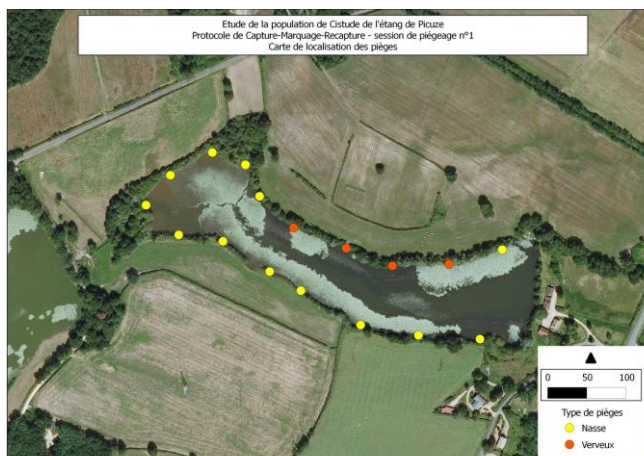 Etude de la population de Cistude de l'étang de Picuze
Protocole de Capture-Marquage-Recapture - session de piégeage n°1
Carte de localisation des pièges
0 50 100
Type de pièges
Nasse
Verveux